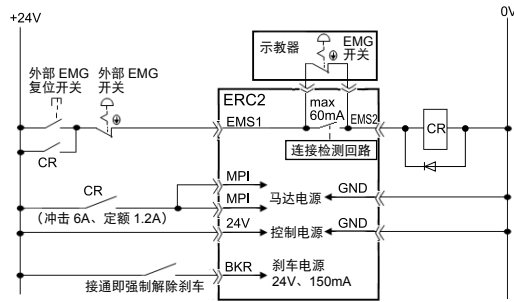 +24V
0V
示教器
EMG
开关
外部 EMG
复位开关
外部 EMG
开关
ERC2
max
60mA
EMS1
EMS2
CR
连接检测回路
CR
MPI
CR
GND
MPI
马达电源
(冲击 6A、定额 1.2A)
24V
GND
控制电源
BKR
刹车电源
24V、150mA
接通即强制解除刹车